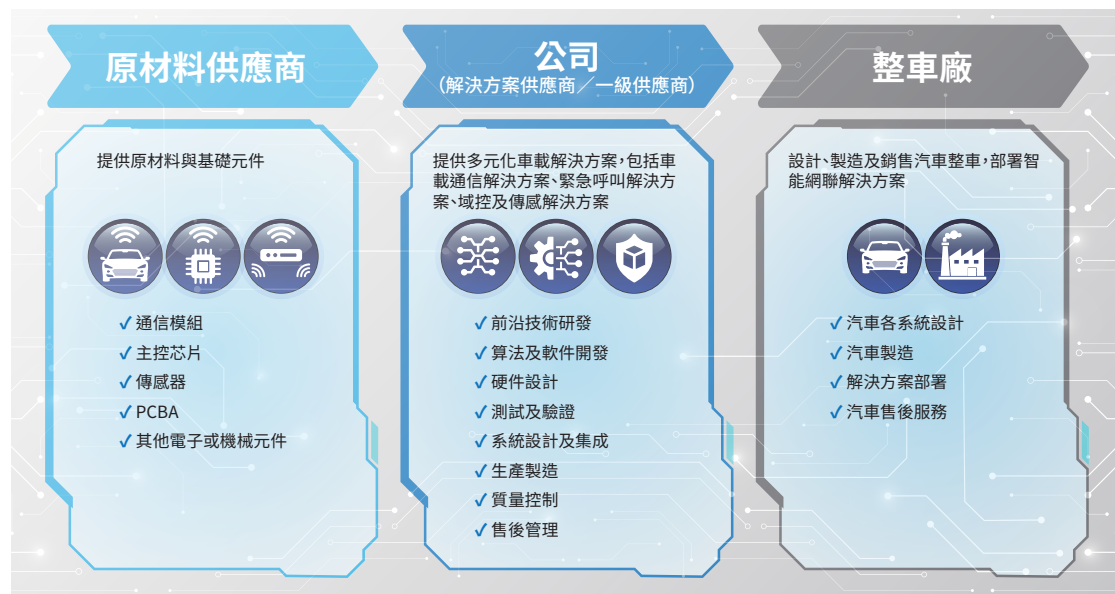 原材料供應商
提供原材料與基礎元件
✓通信模組
✓主控芯片
✓傳感器
✓PCBA
✓其他電子或機械元件
公司
（解決方案供應商／一級供應商）
提供多元化車載解決方案，包括車
載通信解決方案、緊急呼叫解決方
案、域控及傳感解決方案
✓前沿技術研發
✓算法及軟件開發
✓硬件設計
✓測試及驗證
✓系統設計及集成
✓生產製造
✓質量控制
✓售後管理
整車廠
設計、製造及銷售汽車整車，部署智
能網聯解決方案
✓汽車各系統設計
✓汽車製造
✓解決方案部署
✓汽車售後服務